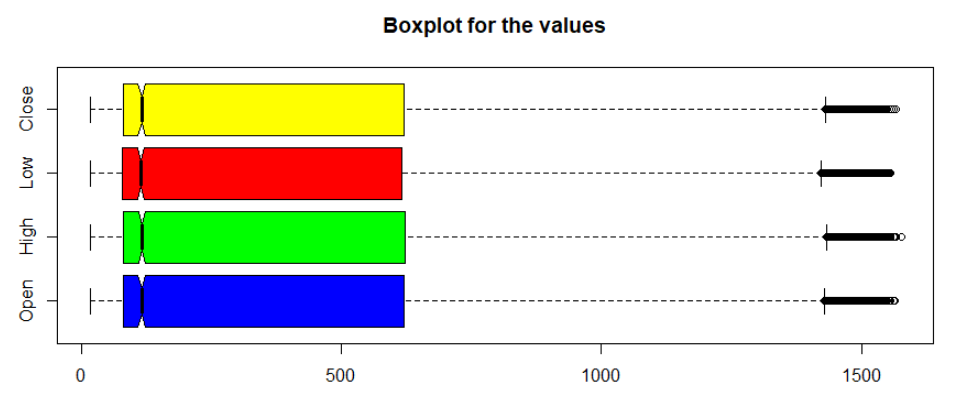 Boxplot for the values
Close
Low
High
Open
0 500 1000 1500